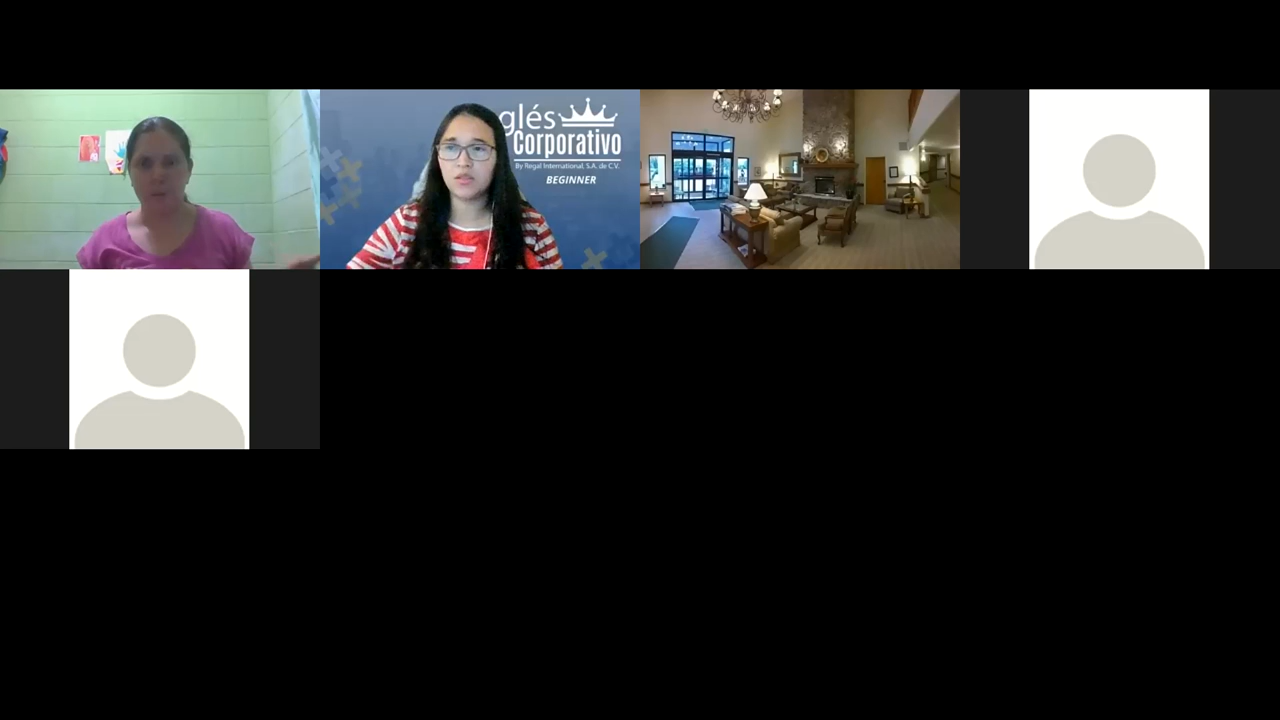 glés
Corporativo
By Regal International, S.A. de C.V.
BEGINNER